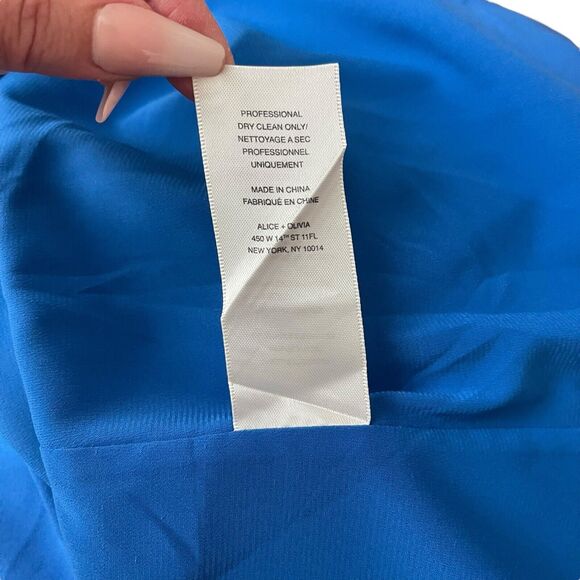 PROFESSIONAL
DRY CLEAN ONLY/
NETTOYAGE A SEC
PROFESSIONNEL
UNIQUEMENT
MADE IN CHINA
FABRIQUÉ EN CHINE
ALICE + OLIVIA
450 W 14TH ST 11FL
NEW YORK, NY 10014